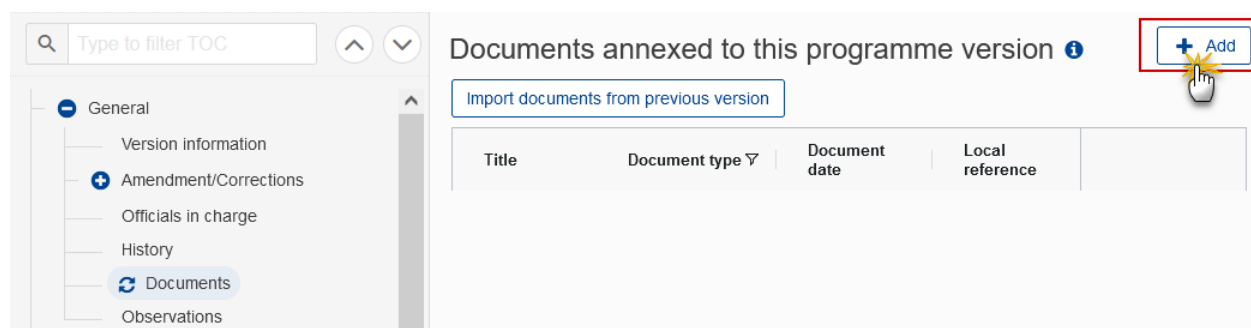 Type to filter TOC
General
Version information
Amendment/Corrections
Officials in charge
History
Documents
Observations
Documents annexed to this programme version
Add
Import documents from previous version
Title
Document type
Document
date
Local
reference